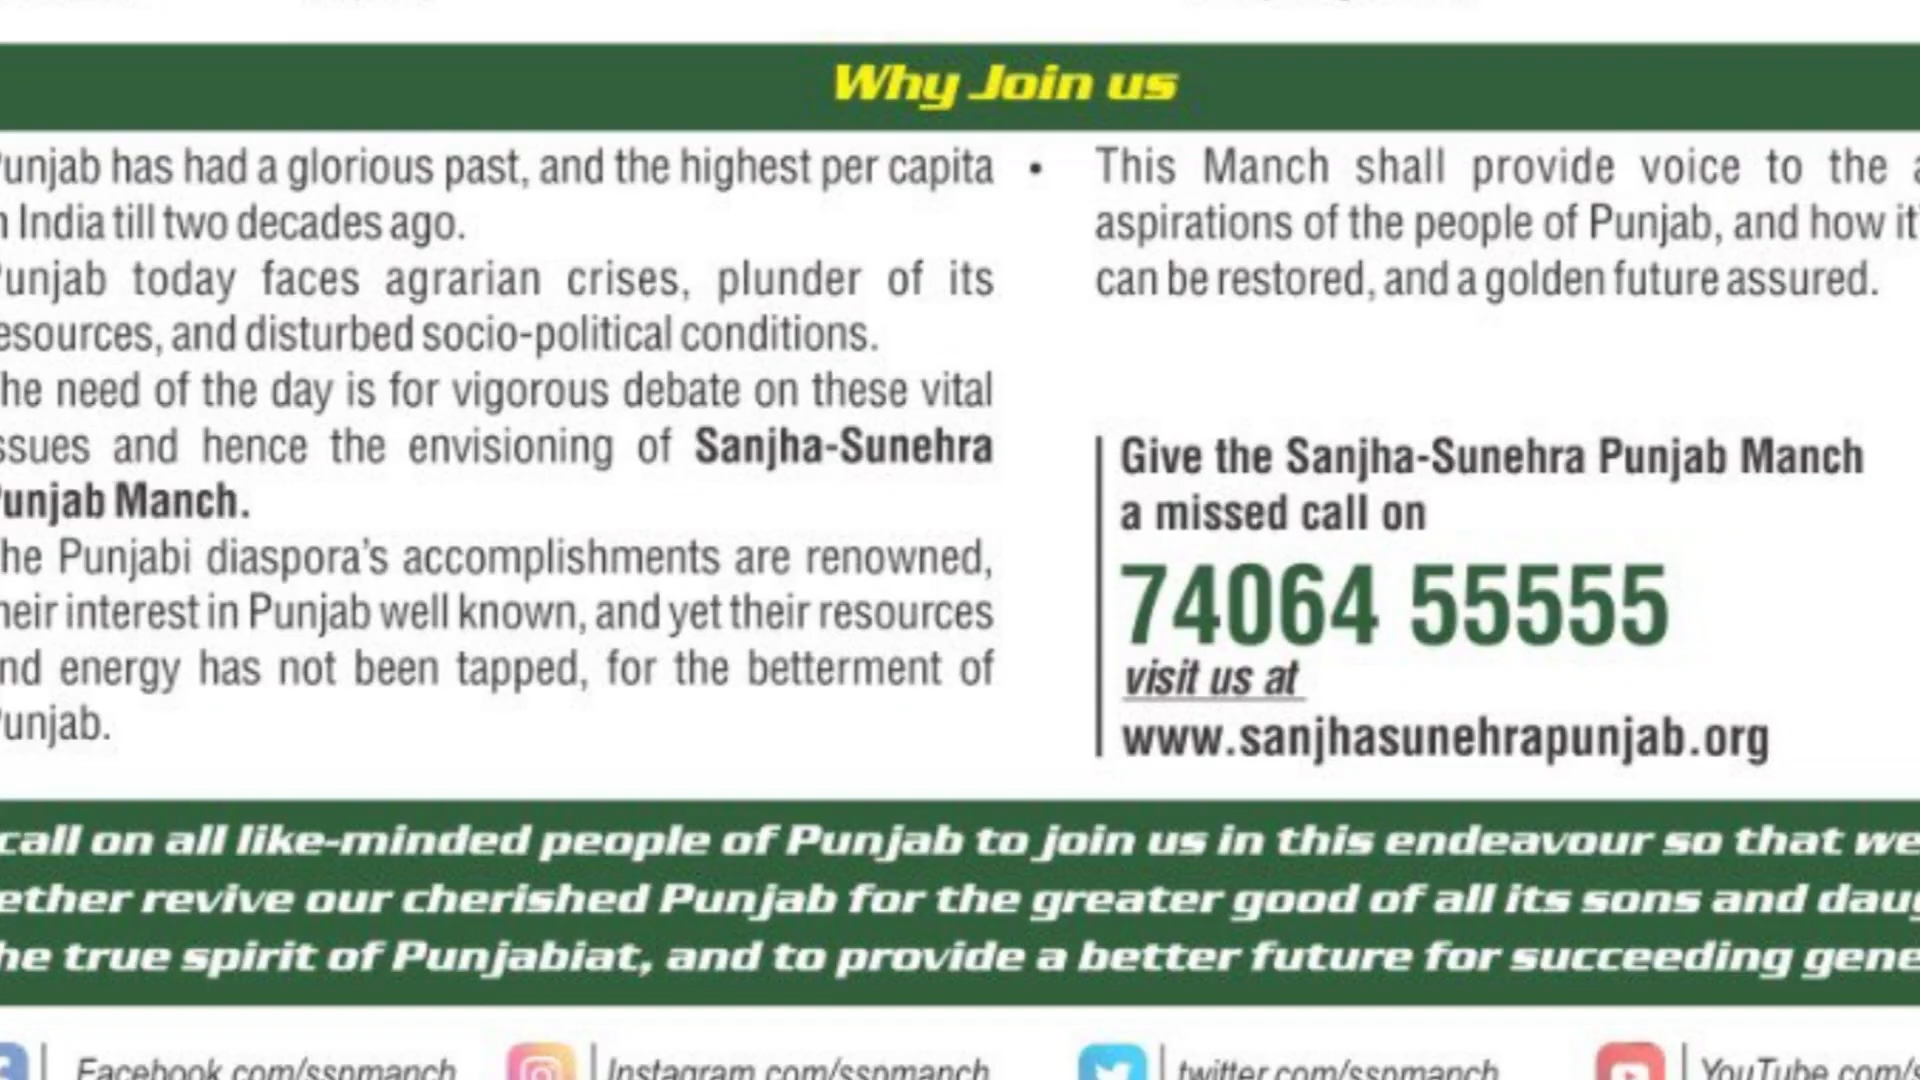 Why Join us
unjab has had a glorious past, and the highest per capita
India till two decades ago.
unjab today faces agrarian crises, plunder of its
esources, and disturbed socio-political conditions.
he need of the day is for vigorous debate on these vital
ssues and hence the envisioning of Sanjha-Sunehra
unjab Manch.
he Punjabi diaspora's accomplishments are renowned,
heir interest in Punjab well known, and yet their resources
nd energy has not been tapped, for the betterment of
unjab.
• This Manch shall provide voice to the
aspirations of the people of Punjab, and how it'
can be restored, and a golden future assured.
Give the Sanjha-Sunehra Punjab Manch
a missed call on
74064 55555
visit us at
www.sanjhasunehrapunjab.org
call on all like-minded people of Punjab to join us in this endeavour so that we
ether revive our cherished Punjab for the greater good of all its sons and daug
he true spirit of Punjabiat, and to provide a better future for succeeding gene
Facebook.com/sspmanch Instagram.com/sspmanch twitter.com/sspmanch YouTube.com/s